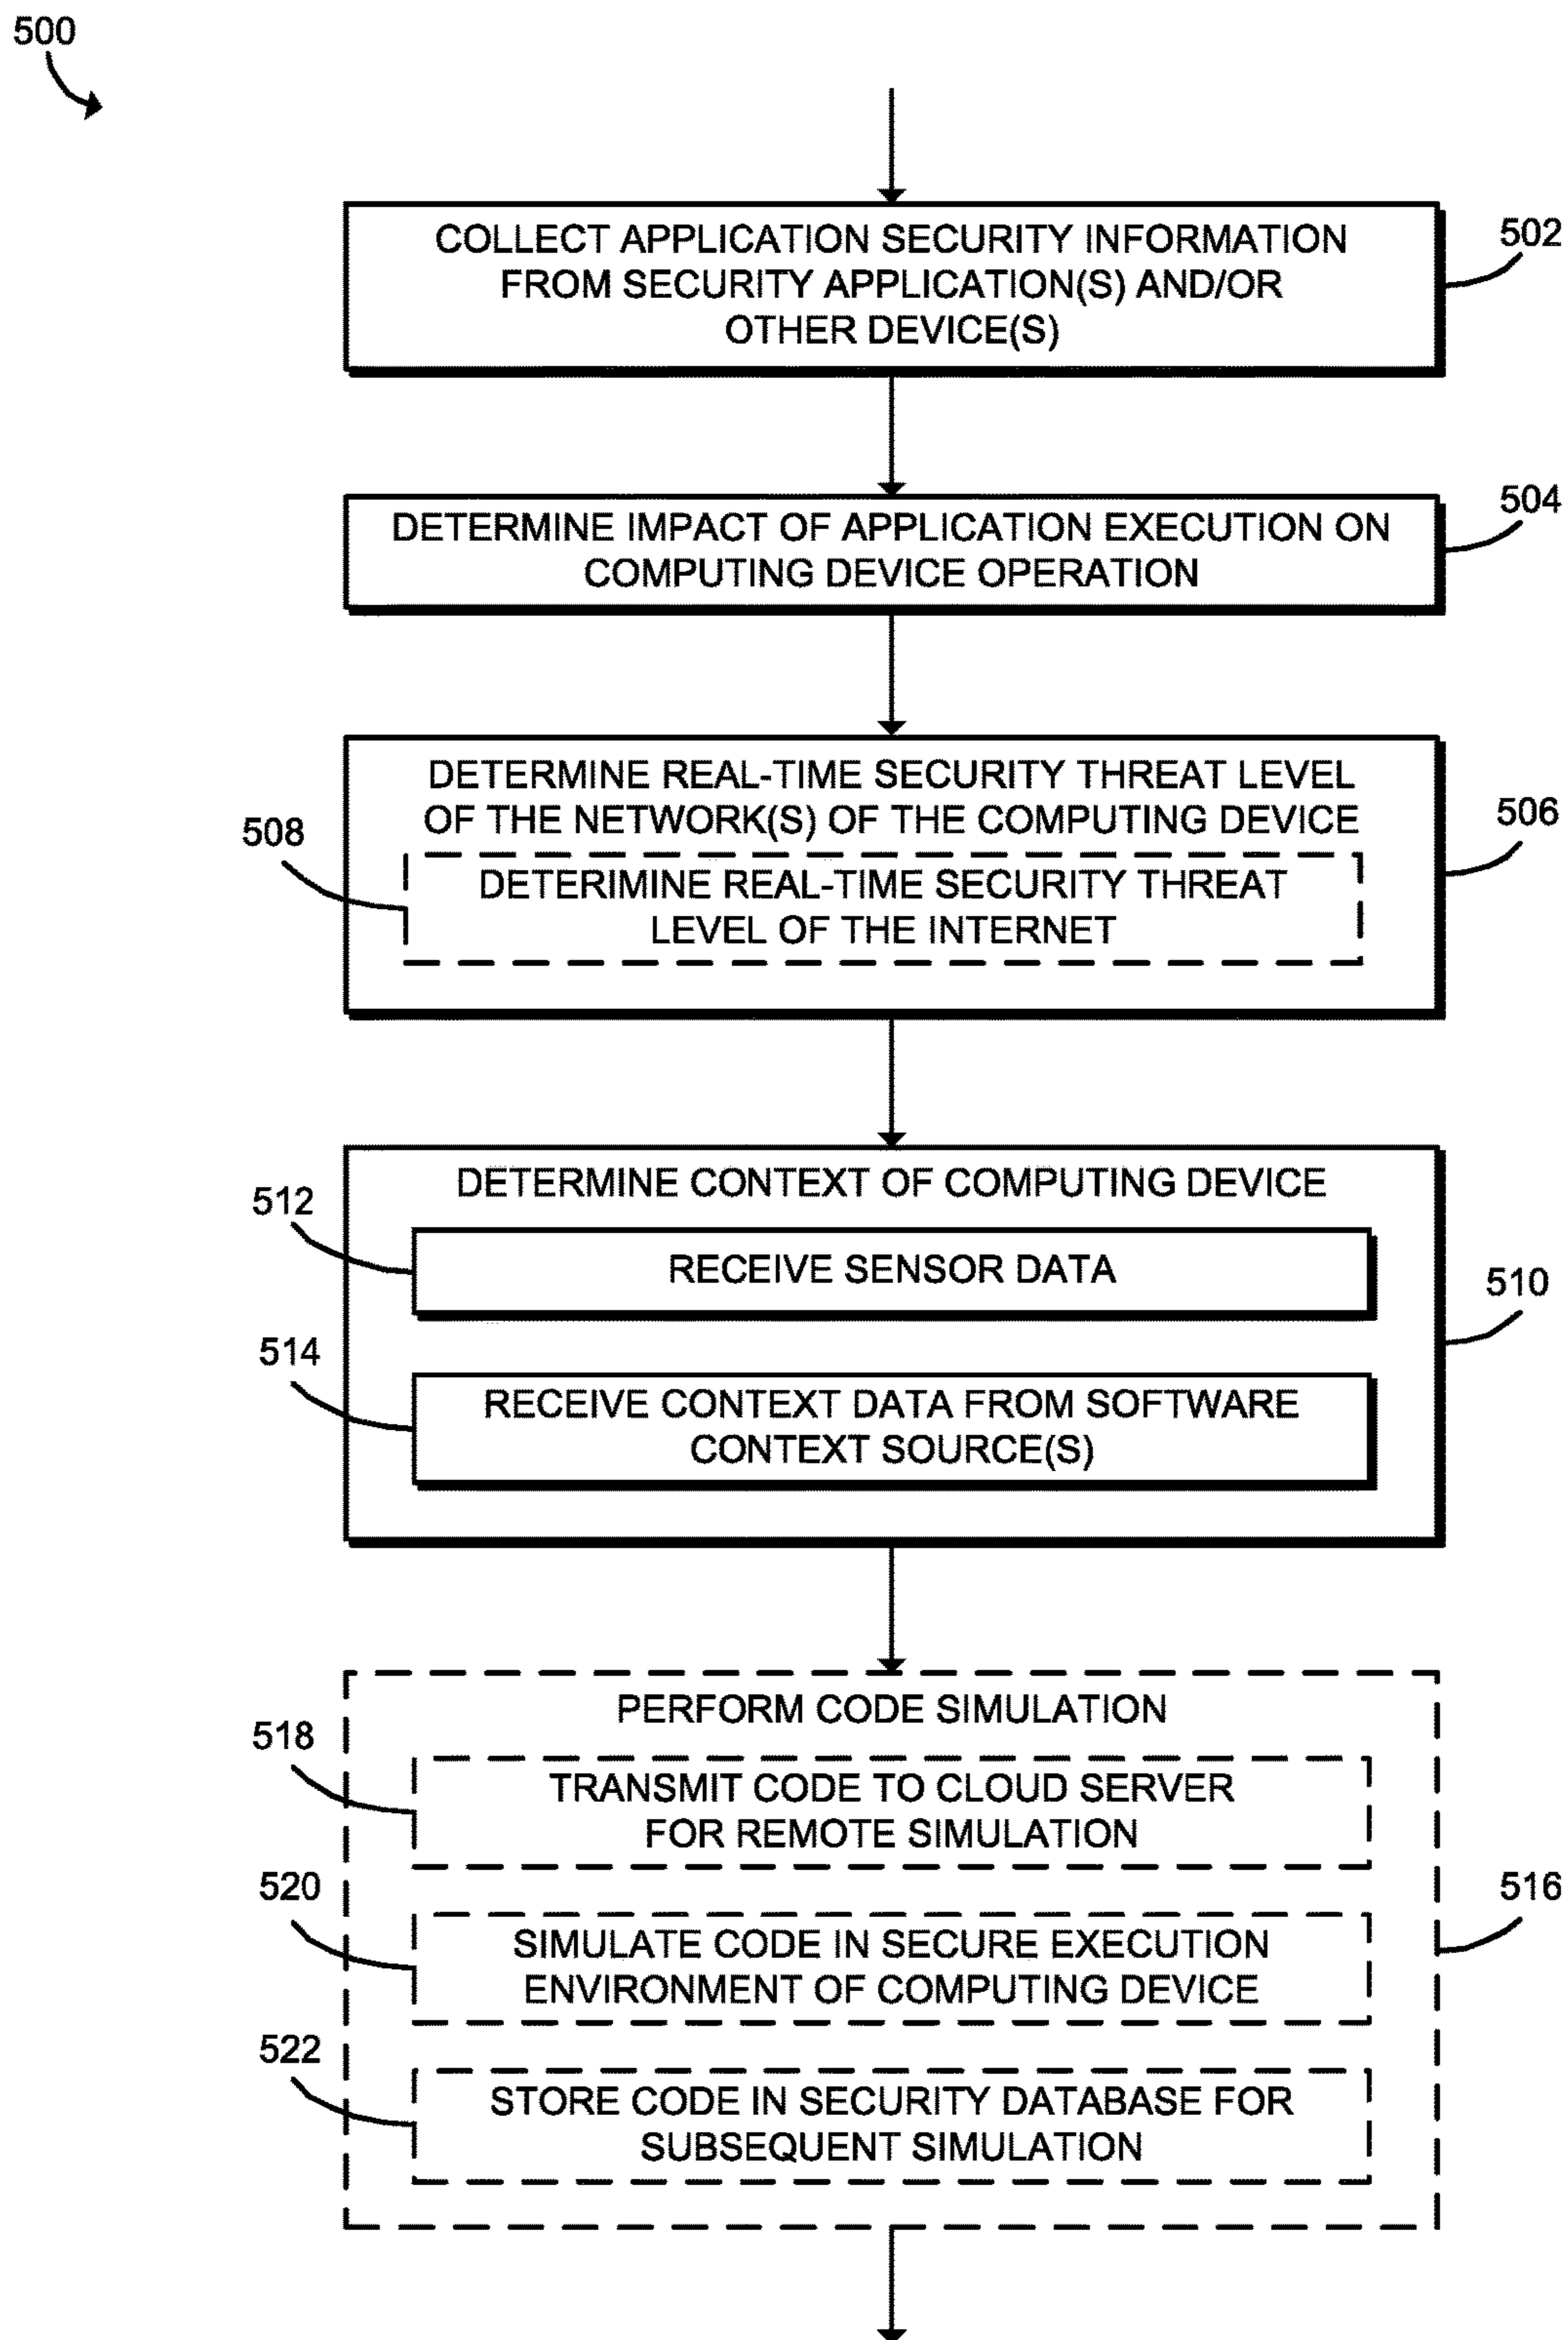 500
COLLECT APPLICATION SECURITY INFORMATION
FROM SECURITY APPLICATION(S) AND/OR
OTHER DEVICE(S)
502
DETERMINE IMPACT OF APPLICATION EXECUTION ON
COMPUTING DEVICE OPERATION
504
DETERMINE REAL-TIME SECURITY THREAT LEVEL
OF THE NETWORK(S) OF THE COMPUTING DEVICE
506
508
DETERIMINE REAL-TIME SECURITY THREAT
LEVEL OF THE INTERNET
DETERMINE CONTEXT OF COMPUTING DEVICE
512
RECEIVE SENSOR DATA
510
514
RECEIVE CONTEXT DATA FROM SOFTWARE
CONTEXT SOURCE(S)
PERFORM CODE SIMULATION
518
TRANSMIT CODE TO CLOUD SERVER
FOR REMOTE SIMULATION
520
516
SIMULATE CODE IN SECURE EXECUTION
ENVIRONMENT OF COMPUTING DEVICE
522
STORE CODE IN SECURITY DATABASE FOR
SUBSEQUENT SIMULATION